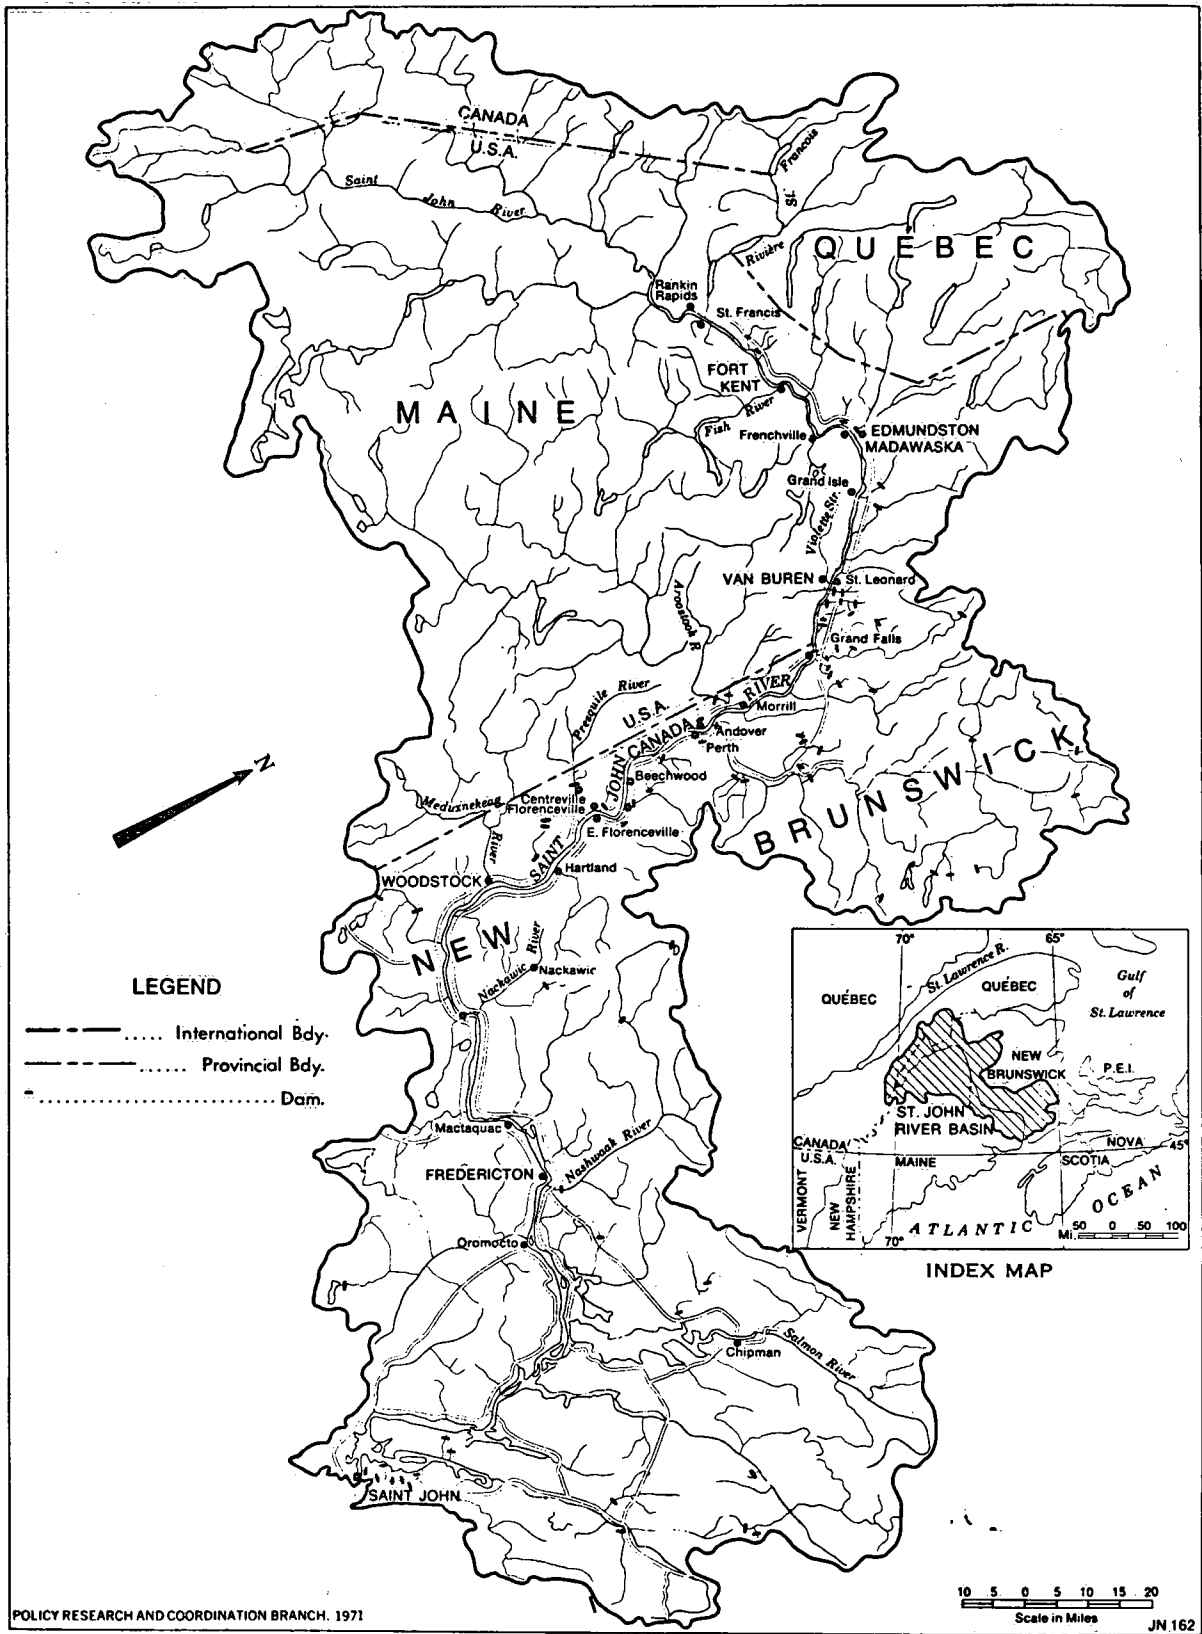 CANADA
U.S.A.
Saint
John
River
St.
Francois
Rivière
QUÉBEC
Rankin
Rapids
St. Francis
FORT
KENT
MAINE
Fish River
Frenchville
EDMUNDSTON
MADAWASKA
Grand Isle
Violette Str.
VAN BUREN
St. Leonard
Aroostook R.
Grand Falls
Presquile River
U.S.A.
CANADA
SAINT JOHN RIVER
Morrill
Andover
Perth
Beechwood
N
Meduxnekeag
River
Centreville
Florenceville
E. Florenceville
Hartland
WOODSTOCK
NEW
BRUNSWICK
Nackawic River
Nackawic
Mactaquac
FREDERICTON
Nashwaak River
Oromocto
Chipman
Salmon River
SAINT JOHN
LEGEND
..... International Bdy.
...... Provincial Bdy.
............................ Dam.
70°
65°
St. Lawrence R.
QUÉBEC
QUÉBEC
Gulf
of
St. Lawrence
NEW
BRUNSWICK
P.E.I.
ST. JOHN
RIVER BASIN
CANADA
U.S.A.
MAINE
NOVA
SCOTIA
45°
VERMONT
NEW
HAMPSHIRE
ATLANTIC
OCEAN
70°
50 0 50 100
Mi.
INDEX MAP
10 5 0 5 10 15 20
Scale in Miles
POLICY RESEARCH AND COORDINATION BRANCH. 1971
JN 162